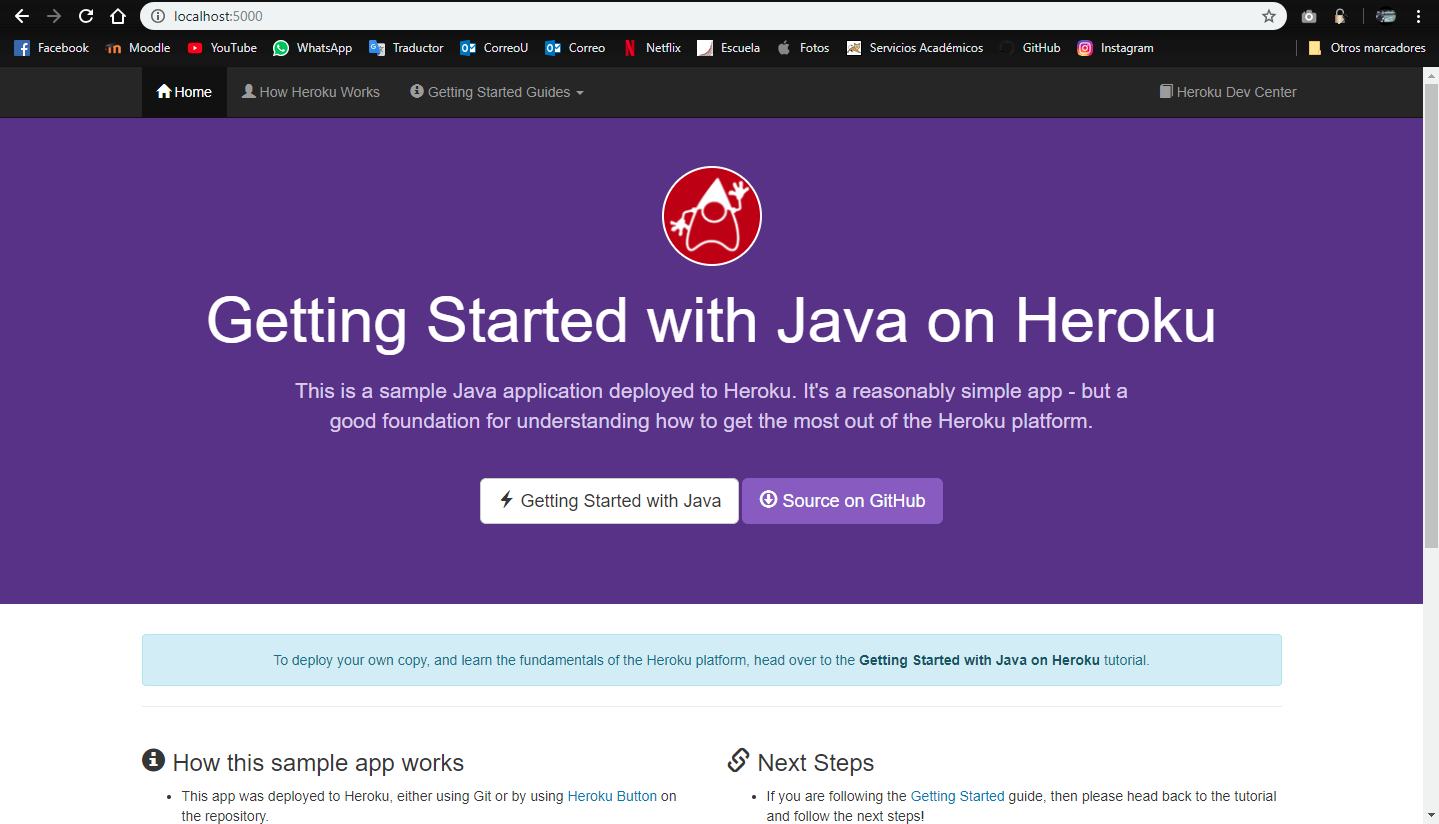 localhost:5000
Facebook Moodle YouTube WhatsApp Traductor CorreoU Correo Netflix Escuela Fotos Servicios Académicos GitHub Instagram Otros marcadores
Home How Heroku Works Getting Started Guides Heroku Dev Center
Getting Started with Java on Heroku
This is a sample Java application deployed to Heroku. It's a reasonably simple app - but a
good foundation for understanding how to get the most out of the Heroku platform.
Getting Started with Java Source on GitHub
To deploy your own copy, and learn the fundamentals of the Heroku platform, head over to the Getting Started with Java on Heroku tutorial.
How this sample app works
• This app was deployed to Heroku, either using Git or by using Heroku Button on
the repository.
Next Steps
• If you are following the Getting Started guide, then please head back to the tutorial
and follow the next steps!